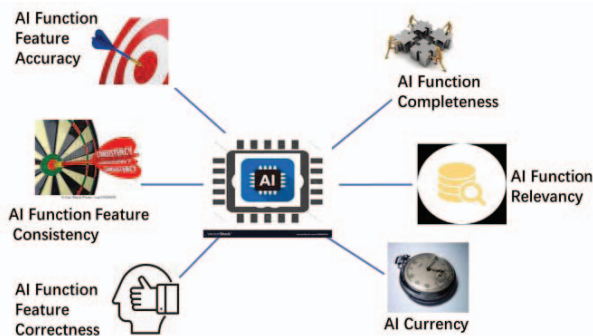 AI Function
Feature
Accuracy
AI Function
Completeness
CONSISTENCY
AI
AI Function
Relevancy
AI Function Feature
Consistency
AI Function
Feature
Correctness
AI Currency